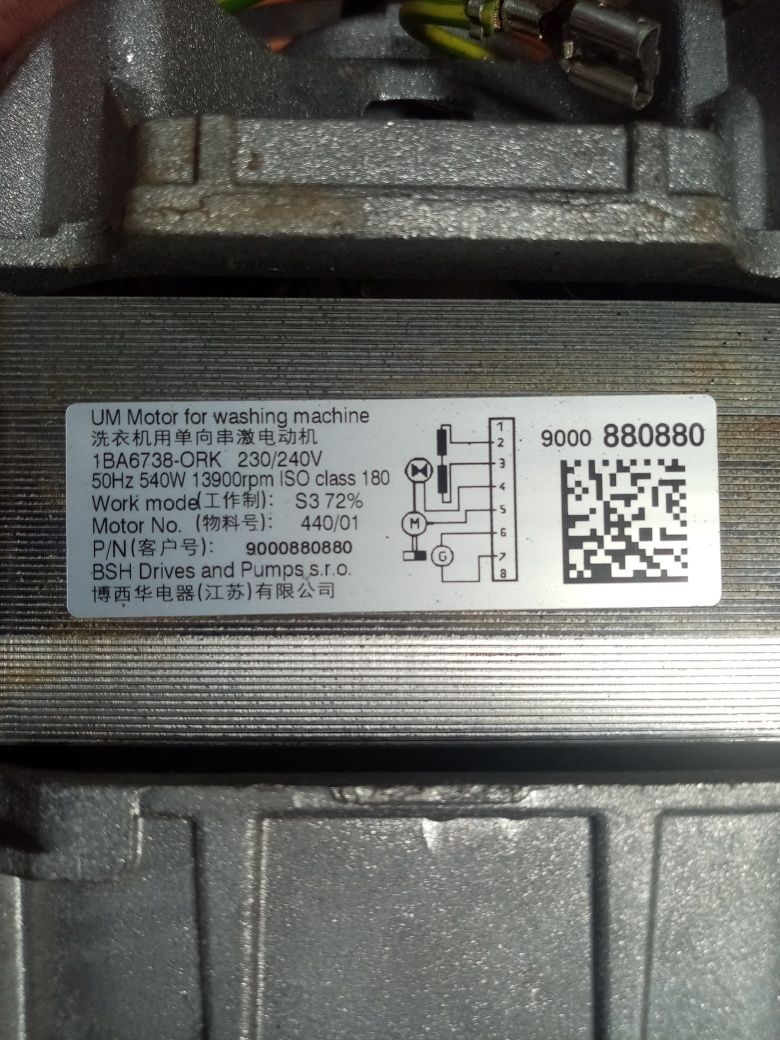 UM Motor for washing machine
洗衣机用单向串激电动机
1BA6738-ORK 230/240V
50Hz 540W 13900rpm ISO class 180
Work mode(工作制): S3 72%
Motor No. (物料号): 440/01
P/N(客户号): 9000880880
BSH Drives and Pumps s.r.o.
博西华电器(江苏)有限公司
1
2
3
4
5
6
7
8
M
G
9000 880880